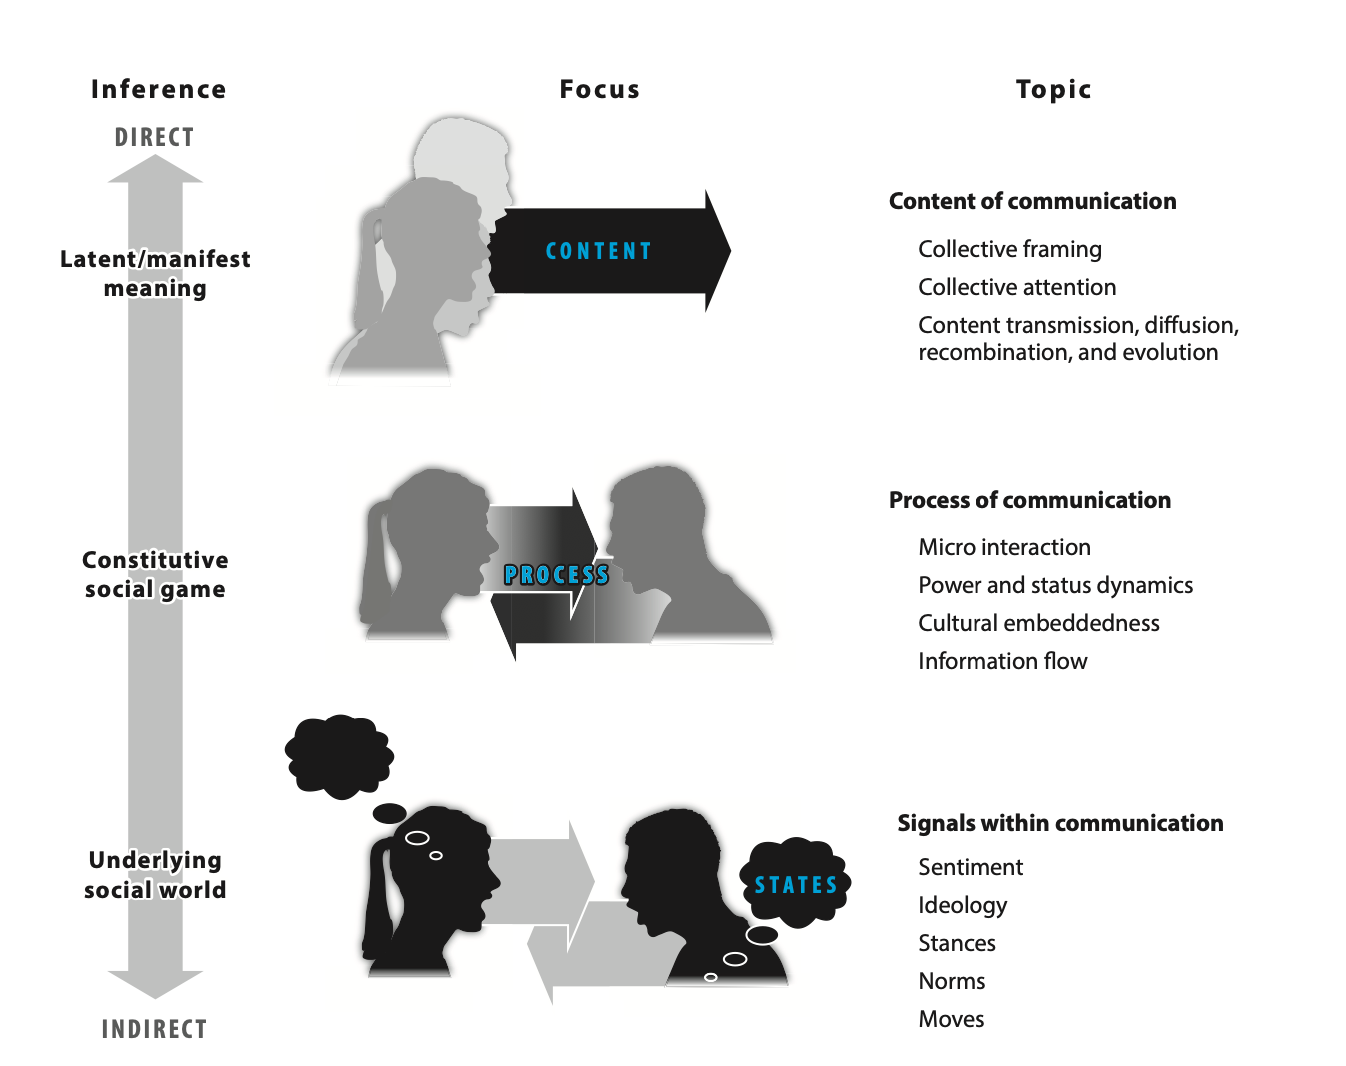 Inference
Focus
Topic
DIRECT
Latent/manifest
meaning
CONTENT
Content of communication
Collective framing
Collective attention
Content transmission, diffusion,
recombination, and evolution
Constitutive
social game
PROCESS
Process of communication
Micro interaction
Power and status dynamics
Cultural embeddedness
Information flow
Underlying
social world
STATES
Signals within communication
Sentiment
Ideology
Stances
Norms
Moves
INDIRECT